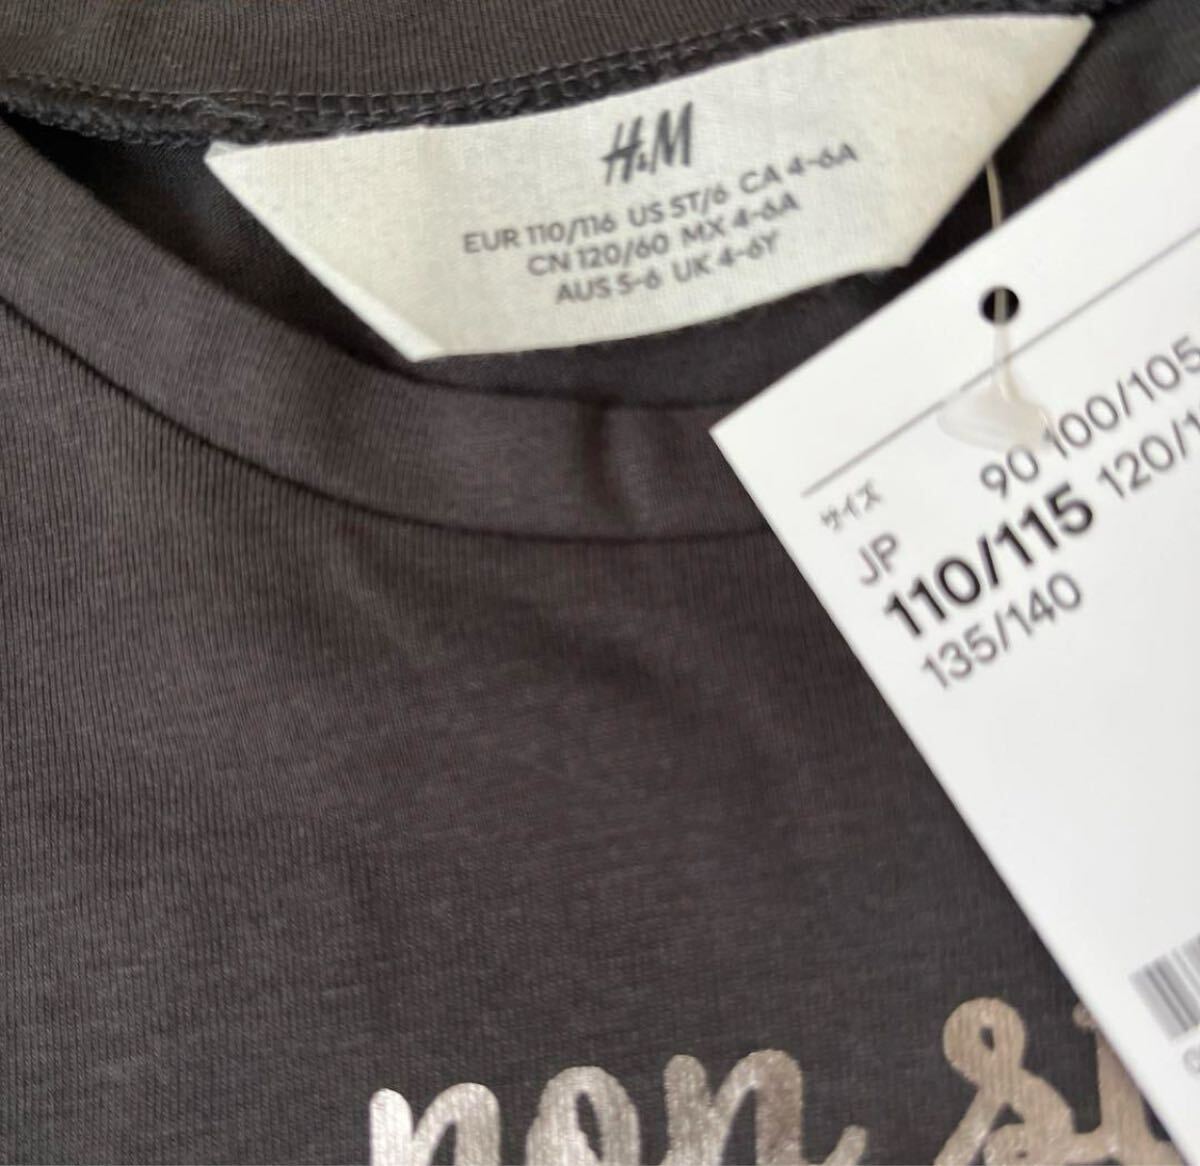 H&M
EUR 110/116 US 5T/6 CA 4-6A
CN 120/60 MX 4-6A
AUS 5-6 UK 4-6Y
サイズ
JP 90 100/105
110/115 120/1
135/140
non